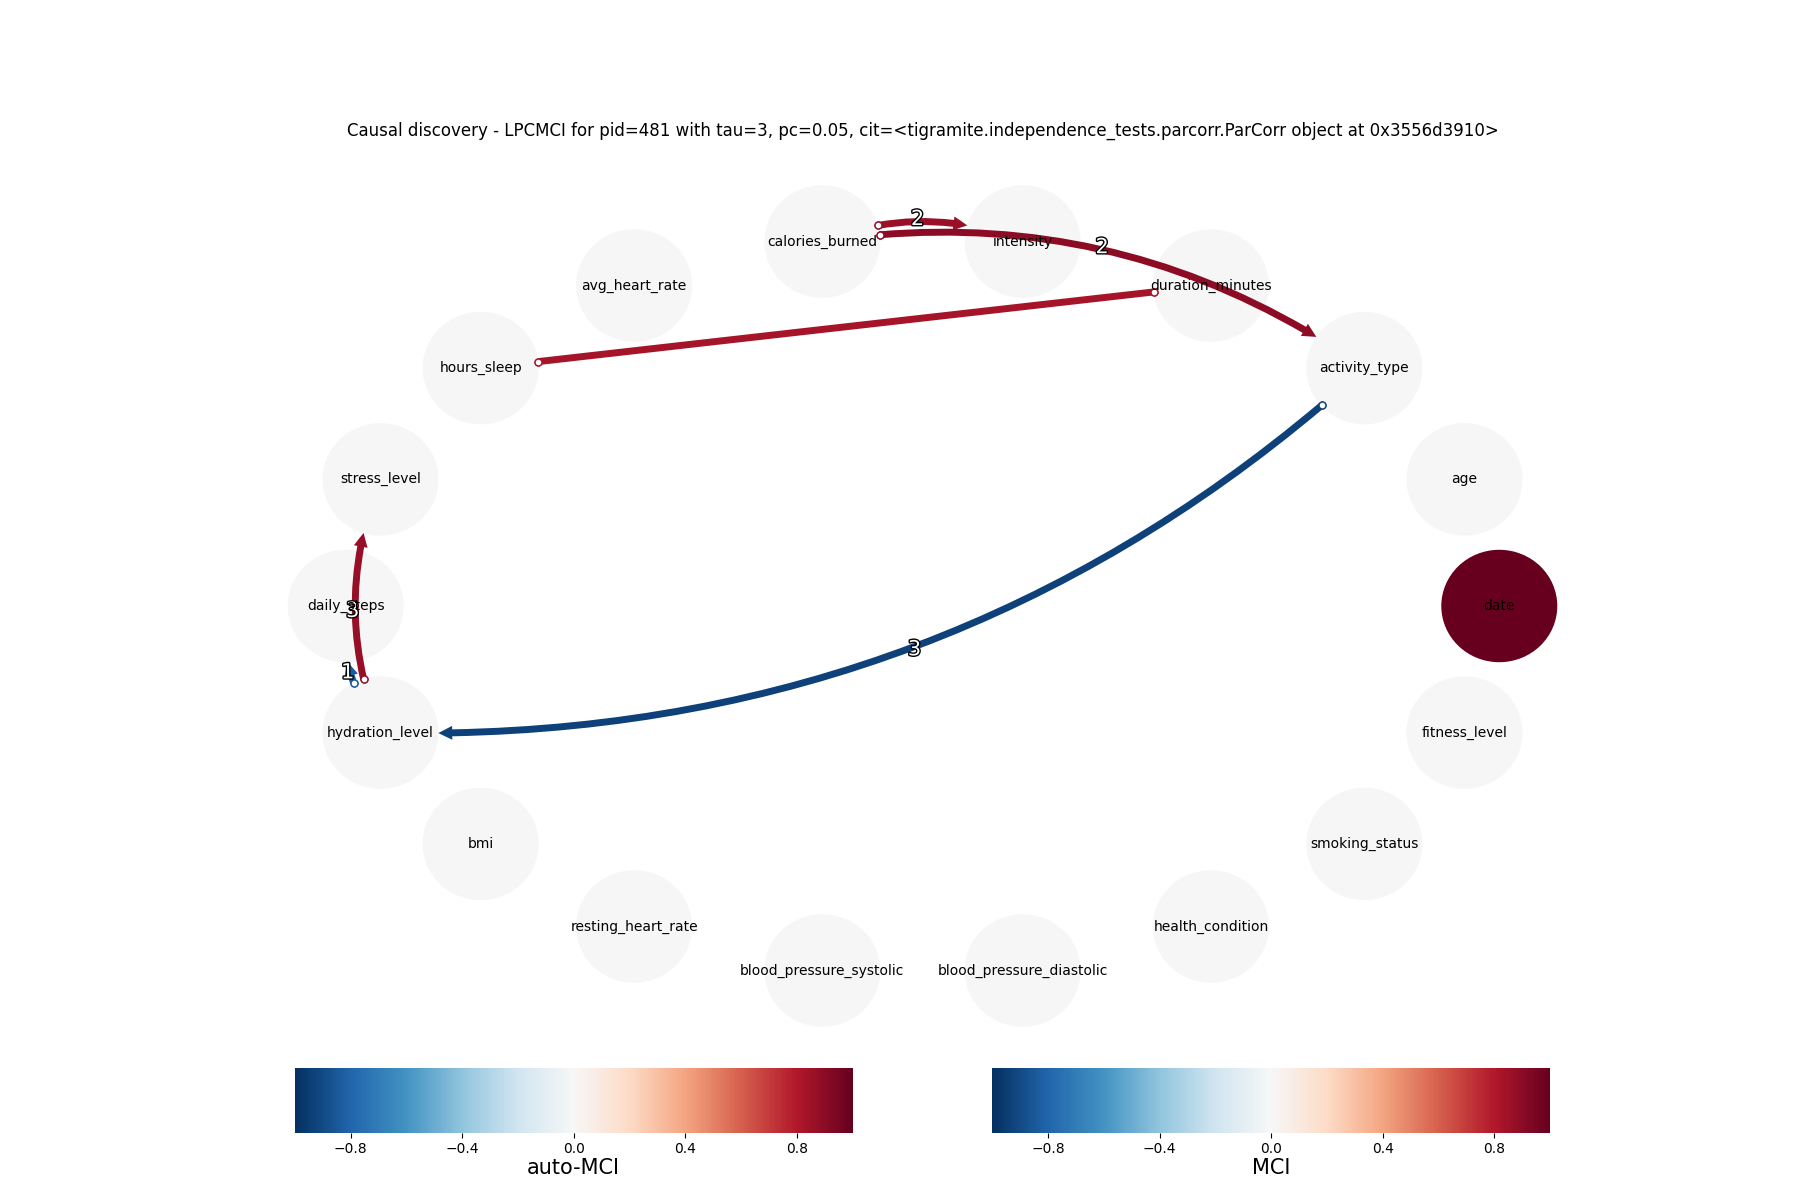 Causal discovery - LPCMCI for pid=481 with tau=3, pc=0.05, cit=<tigramite.independence_tests.parcorr.ParCorr object at 0x3556d3910>
2
calories_burned
intensity
2
avg_heart_rate
duration_minutes
hours_sleep
activity_type
stress_level
age
daily_steps
3
date
1
3
hydration_level
fitness_level
bmi
smoking_status
resting_heart_rate
health_condition
blood_pressure_systolic
blood_pressure_diastolic
−0.8 −0.4 0.0 0.4 0.8
auto-MCI
−0.8 −0.4 0.0 0.4 0.8
MCI